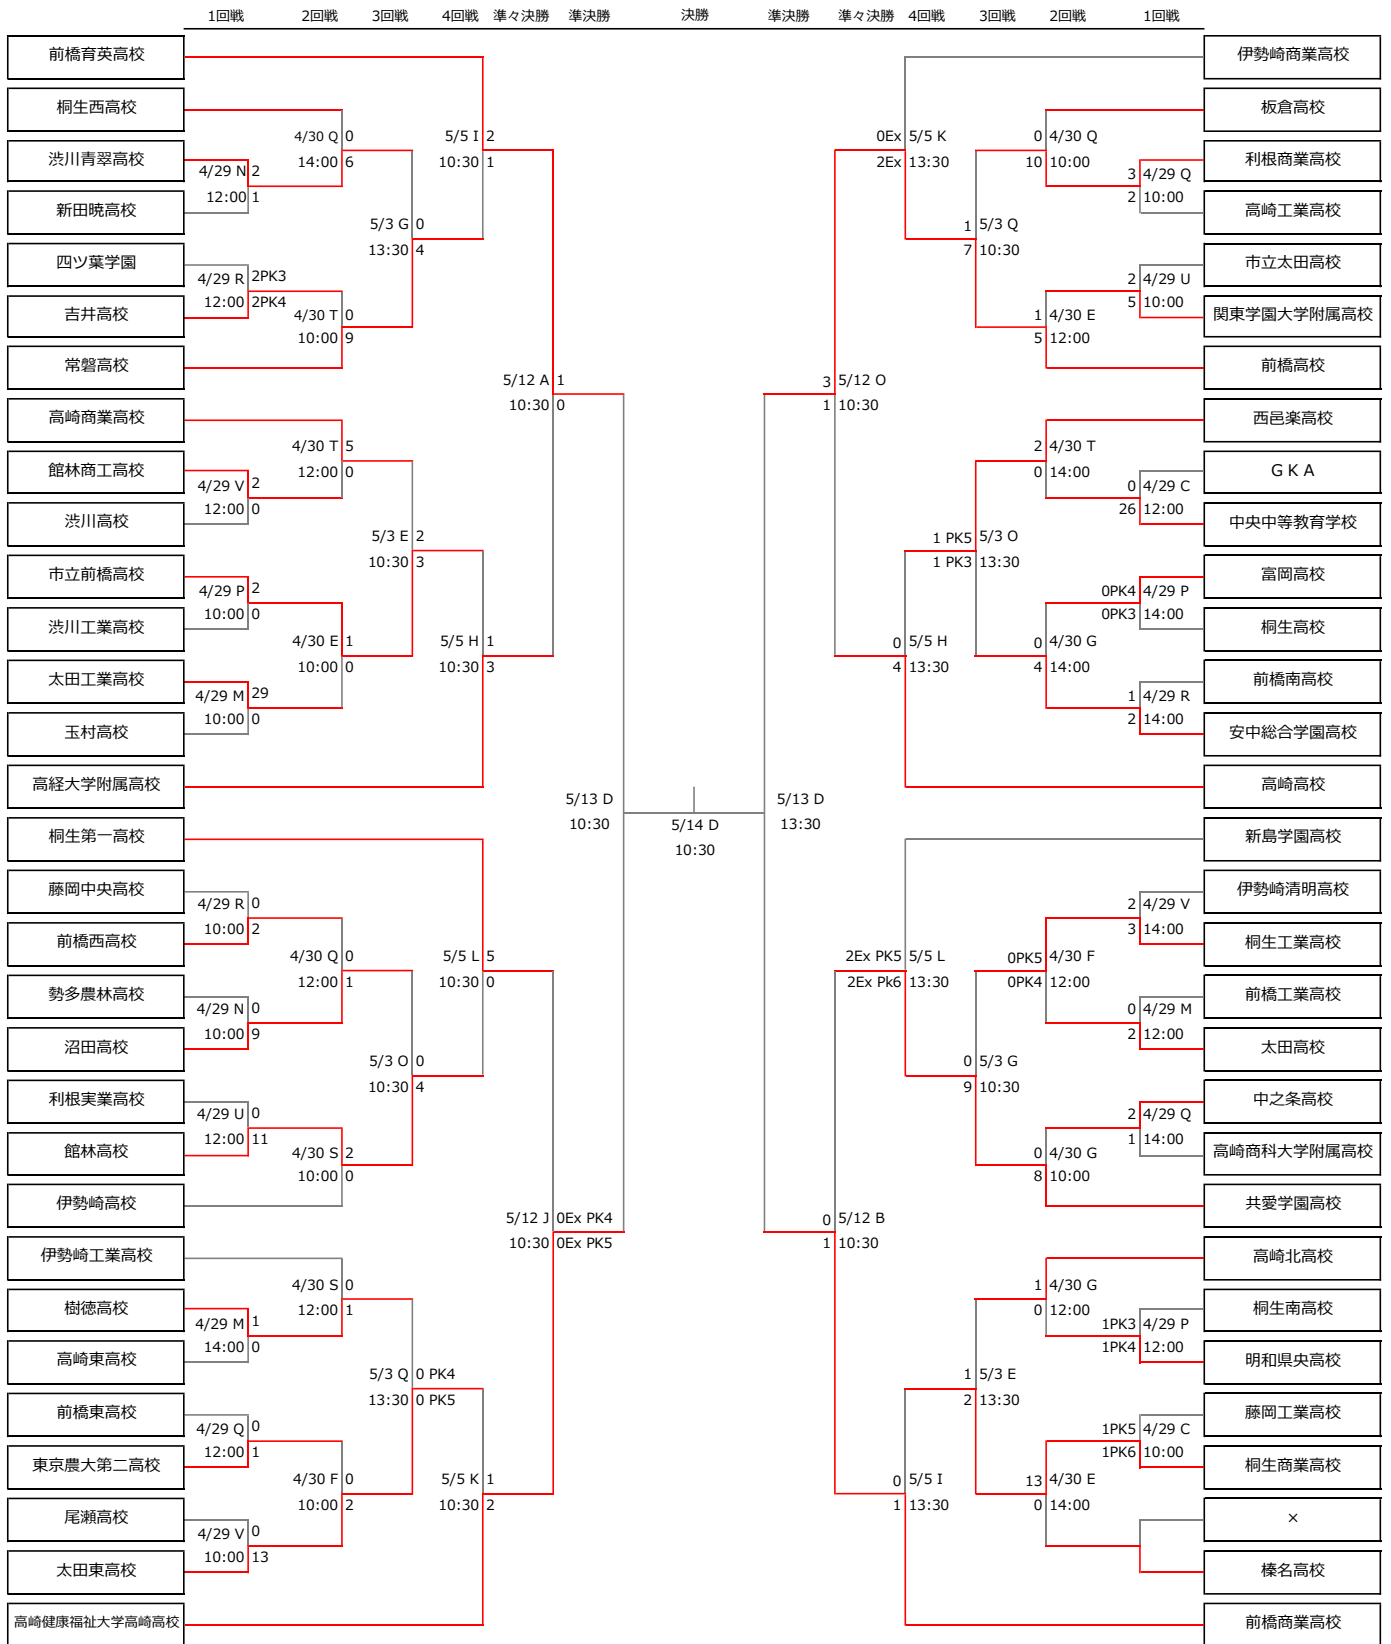 1回戦 2回戦 3回戦 4回戦 準々決勝 準決勝 決勝 準決勝 準々決勝 4回戦 3回戦 2回戦 1回戦
前橋育英高校
桐生西高校
渋川青翠高校
新田暁高校
四ツ葉学園
吉井高校
常磐高校
高崎商業高校
館林商工高校
渋川高校
市立前橋高校
渋川工業高校
太田工業高校
玉村高校
高経大学附属高校
桐生第一高校
藤岡中央高校
前橋西高校
勢多農林高校
沼田高校
利根実業高校
館林高校
伊勢崎高校
伊勢崎工業高校
樹徳高校
高崎東高校
前橋東高校
東京農大第二高校
尾瀬高校
太田東高校
高崎健康福祉大学高崎高校
4/29 N 2
12:00 1
4/29 R 2PK3
12:00 2PK4
4/29 V 2
12:00 0
4/29 P 2
10:00 0
4/29 M 29
10:00 0
4/29 R 0
10:00 2
4/29 N 0
10:00 9
4/29 U 0
12:00 11
4/29 M 1
14:00 0
4/29 Q 0
12:00 1
4/29 V 0
10:00 13
4/30 Q 0
14:00 6
4/30 T 0
10:00 9
4/30 T 5
12:00 0
4/30 E 1
10:00 0
4/30 Q 0
12:00 1
4/30 S 2
10:00 0
4/30 S 0
12:00 1
4/30 F 0
10:00 2
5/3 G 0
13:30 4
5/3 E 2
10:30 3
5/3 O 0
10:30 4
5/3 Q 0 PK4
13:30 0 PK5
5/5 I 2
10:30 1
5/5 H 1
10:30 3
5/5 L 5
10:30 0
5/5 K 1
10:30 2
5/12 A 1
10:30 0
5/12 J 0Ex PK4
10:30 0Ex PK5
5/13 D
10:30
5/14 D
10:30
5/13 D
13:30
3 5/12 O
1 10:30
0 5/12 B
1 10:30
0Ex 5/5 K
2Ex 13:30
0 5/5 H
4 13:30
2Ex PK5 5/5 L
2Ex Pk6 13:30
0 5/5 I
1 13:30
1 5/3 Q
7 10:30
1 PK5 5/3 O
1 PK3 13:30
0 5/3 G
9 10:30
1 5/3 E
2 13:30
0 4/30 Q
10 10:00
1 4/30 E
5 12:00
2 4/30 T
0 14:00
0 4/30 G
4 14:00
0PK5 4/30 F
0PK4 12:00
0 4/30 G
8 10:00
1 4/30 G
0 12:00
13 4/30 E
0 14:00
3 4/29 Q
2 10:00
2 4/29 U
5 10:00
0 4/29 C
26 12:00
0PK4 4/29 P
0PK3 14:00
1 4/29 R
2 14:00
2 4/29 V
3 14:00
0 4/29 M
2 12:00
2 4/29 Q
1 14:00
1PK3 4/29 P
1PK4 12:00
1PK5 4/29 C
1PK6 10:00
伊勢崎商業高校
板倉高校
利根商業高校
高崎工業高校
市立太田高校
関東学園大学附属高校
前橋高校
西邑楽高校
ＧＫＡ
中央中等教育学校
富岡高校
桐生高校
前橋南高校
安中総合学園高校
高崎高校
新島学園高校
伊勢崎清明高校
桐生工業高校
前橋工業高校
太田高校
中之条高校
高崎商科大学附属高校
共愛学園高校
高崎北高校
桐生南高校
明和県央高校
藤岡工業高校
桐生商業高校
×
榛名高校
前橋商業高校